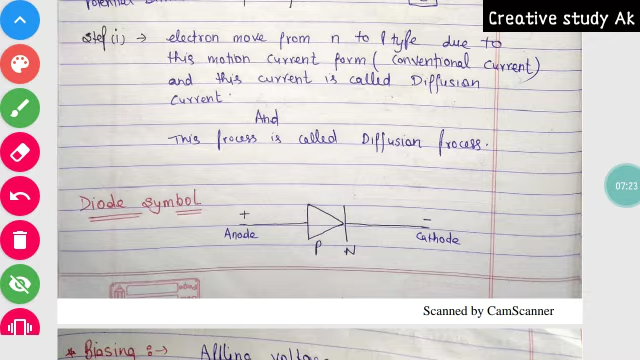 Creative study Ak
Step (i) → electron move from n to P type due to
this motion current form ( conventional current)
and this current is called Diffusion
current.
And
This process is called Diffusion process.
Diode symbol
+
Anode
P N
−
Cathode
07:23
Scanned by CamScanner
* Biasing :→